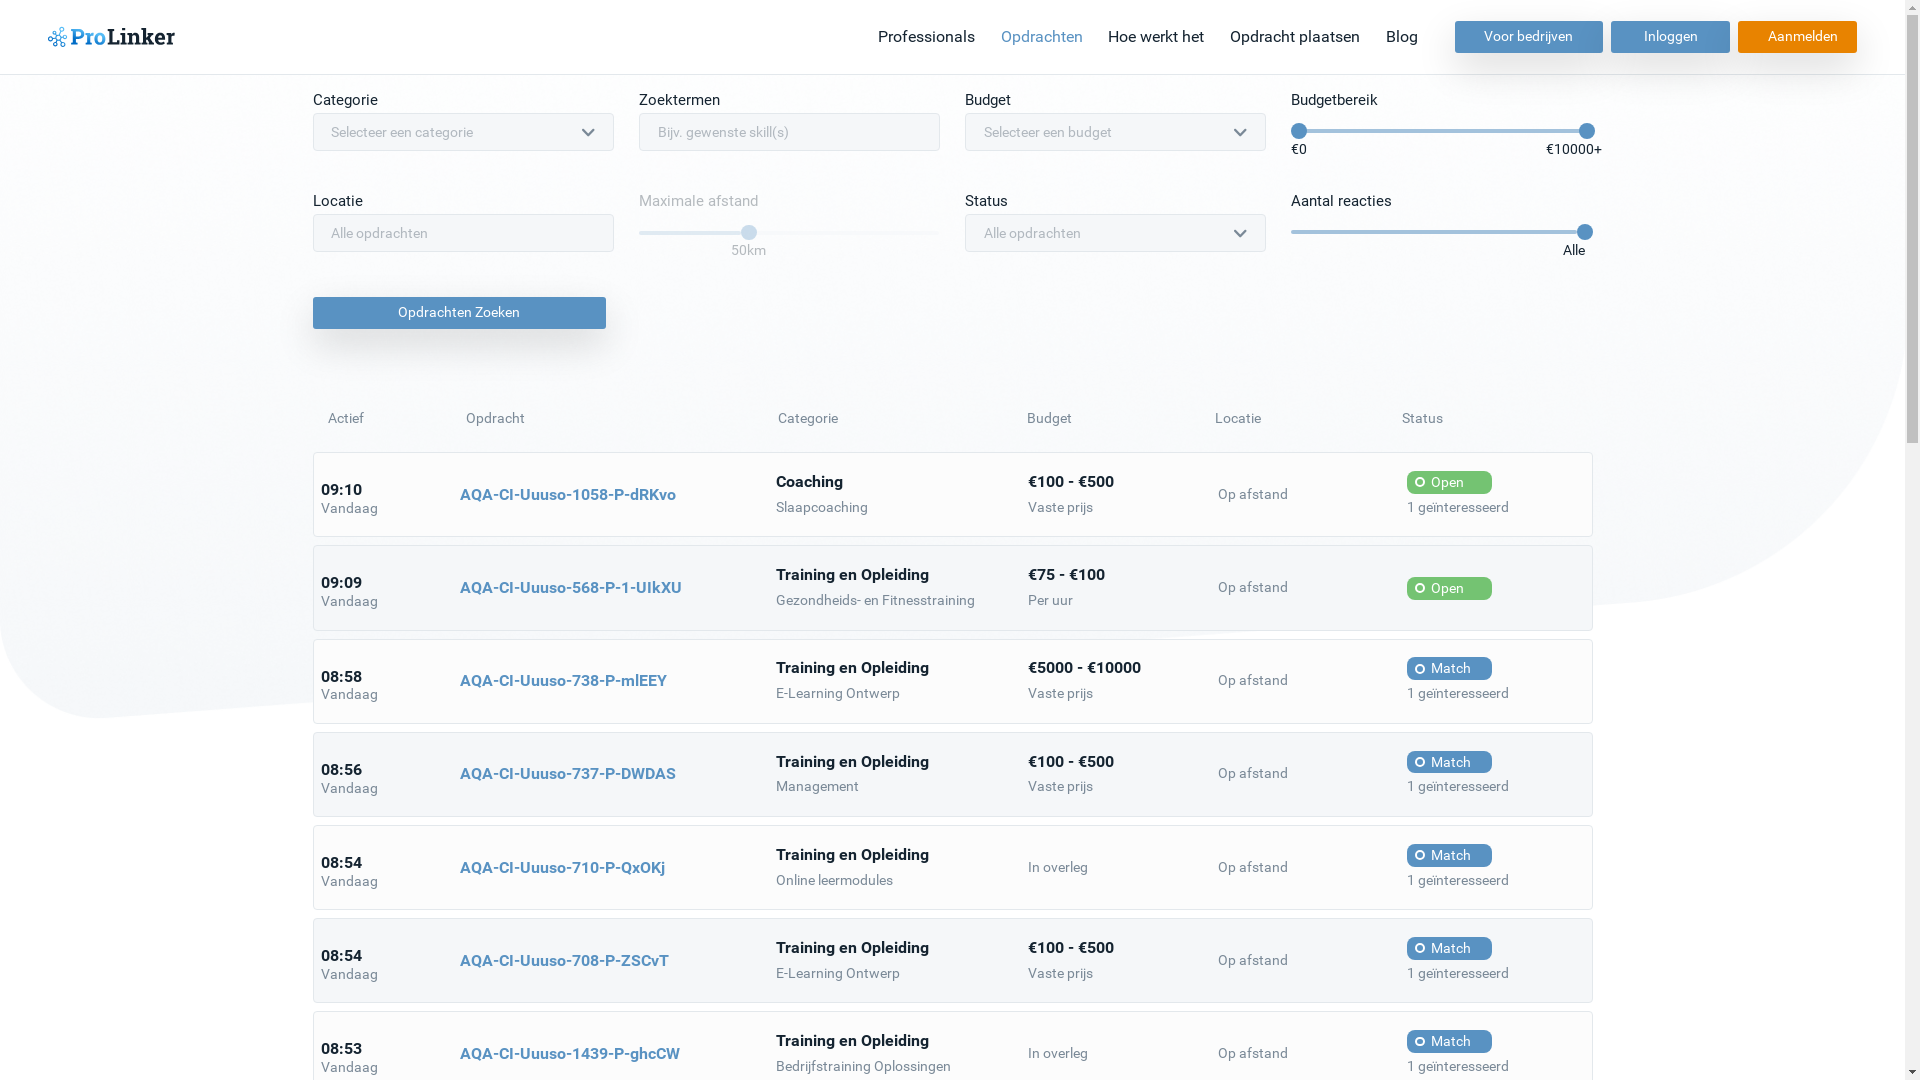 ProLinker
Professionals Opdrachten Hoe werkt het Opdracht plaatsen Blog Voor bedrijven Inloggen Aanmelden
Categorie Zoektermen Budget Budgetbereik
Selecteer een categorie Bijv. gewenste skill(s) Selecteer een budget
€0 €10000+
Locatie Maximale afstand Status Aantal reacties
Alle opdrachten Alle opdrachten
50km Alle
Opdrachten Zoeken
Actief Opdracht Categorie Budget Locatie Status
09:10 Vandaag AQA-CI-Uuuso-1058-P-dRKvo Coaching Slaapcoaching €100 - €500 Vaste prijs Op afstand Open 1 geïnteresseerd
09:09 Vandaag AQA-CI-Uuuso-568-P-1-UIkXU Training en Opleiding Gezondheids- en Fitnesstraining €75 - €100 Per uur Op afstand Open
08:58 Vandaag AQA-CI-Uuuso-738-P-mlEEY Training en Opleiding E-Learning Ontwerp €5000 - €10000 Vaste prijs Op afstand Match 1 geïnteresseerd
08:56 Vandaag AQA-CI-Uuuso-737-P-DWDAS Training en Opleiding Management €100 - €500 Vaste prijs Op afstand Match 1 geïnteresseerd
08:54 Vandaag AQA-CI-Uuuso-710-P-QxOKj Training en Opleiding Online leermodules In overleg Op afstand Match 1 geïnteresseerd
08:54 Vandaag AQA-CI-Uuuso-708-P-ZSCvT Training en Opleiding E-Learning Ontwerp €100 - €500 Vaste prijs Op afstand Match 1 geïnteresseerd
08:53 Vandaag AQA-CI-Uuuso-1439-P-ghcCW Training en Opleiding Bedrijfstraining Oplossingen In overleg Op afstand Match 1 geïnteresseerd